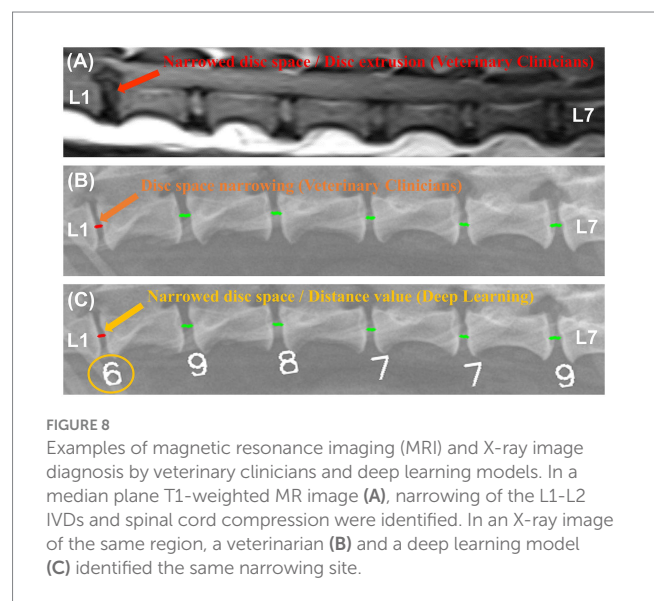 (A)
Narrowed disc space / Disc extrusion (Veterinary Clinicians)
L1
L7
(B)
Disc space narrowing (Veterinary Clinicians)
L1
L7
(C)
Narrowed disc space / Distance value (Deep Learning)
L1
L7
6 9 8 7 7 9
FIGURE 8
Examples of magnetic resonance imaging (MRI) and X-ray image
diagnosis by veterinary clinicians and deep learning models. In a
median plane T1-weighted MR image (A), narrowing of the L1-L2
IVDs and spinal cord compression were identified. In an X-ray image
of the same region, a veterinarian (B) and a deep learning model
(C) identified the same narrowing site.